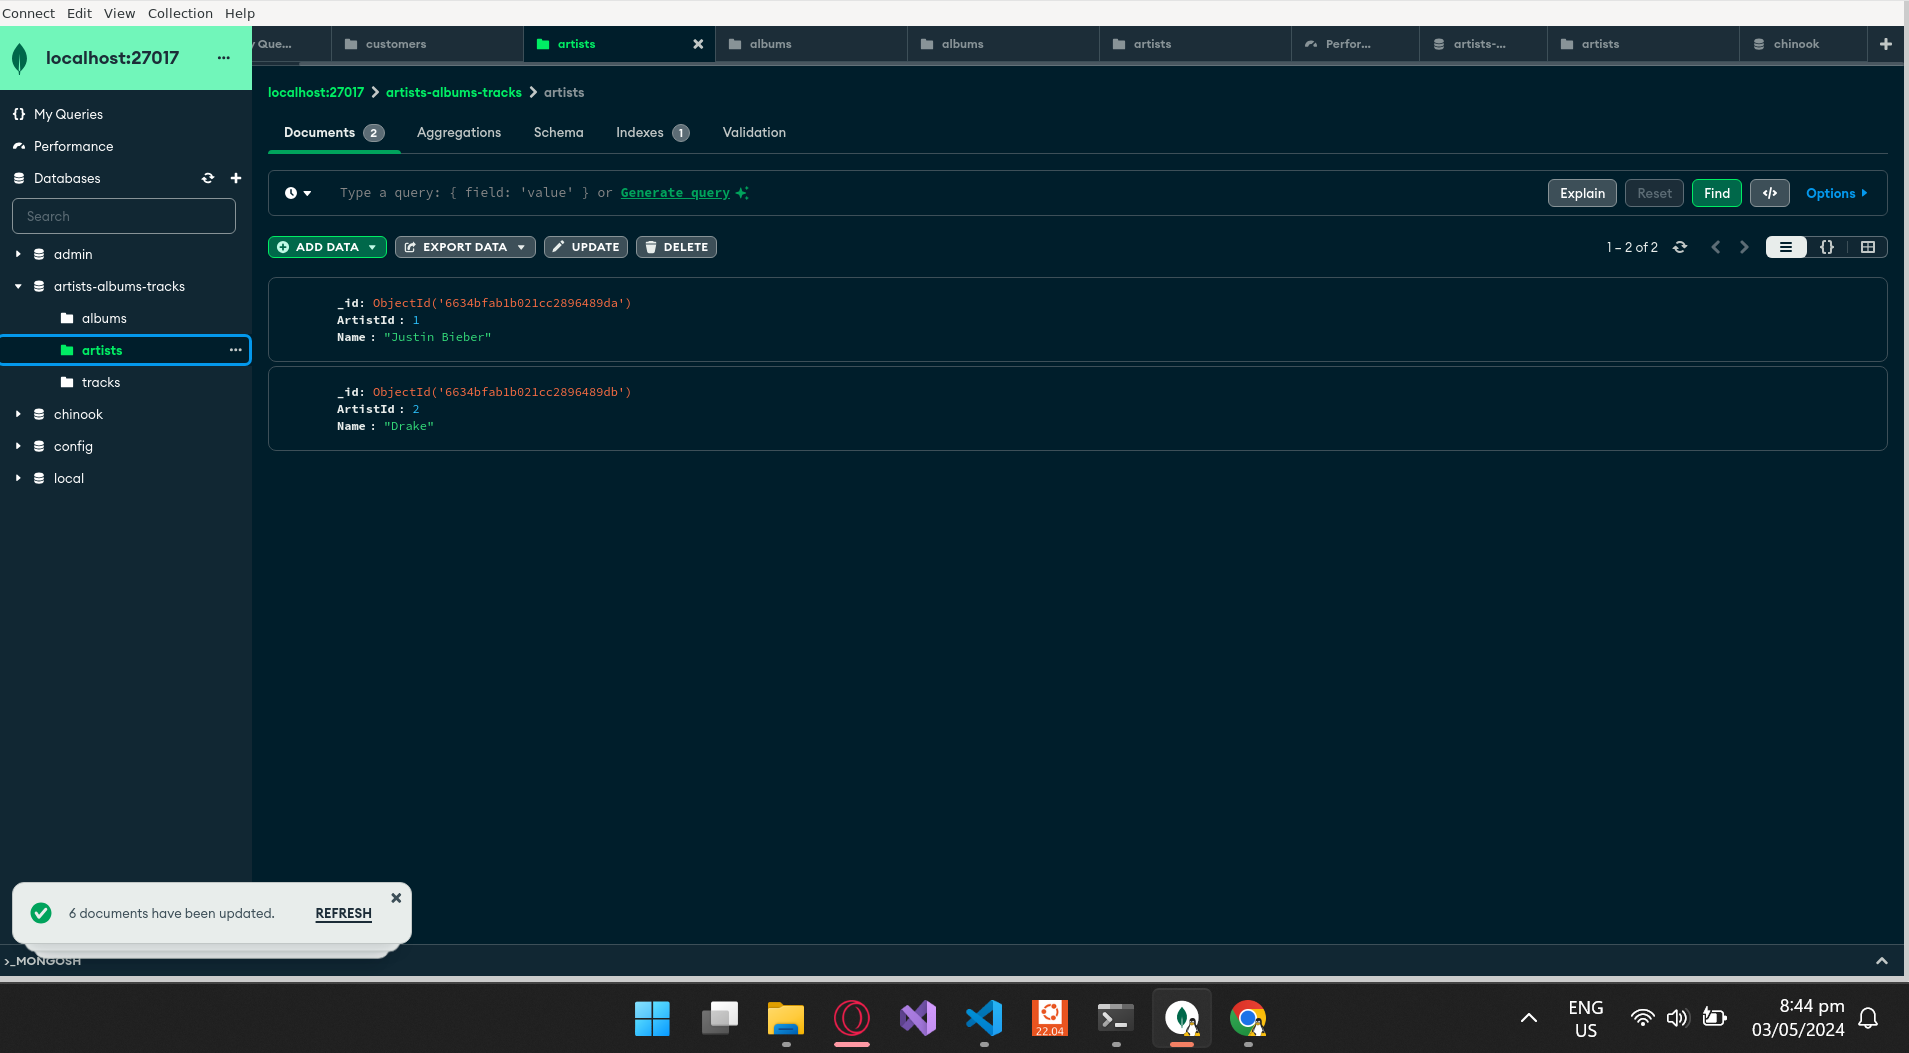 Connect Edit View Collection Help
localhost:27017 ...
y Que... customers artists albums albums artists Perfor... artists-... artists chinook
localhost:27017 > artists-albums-tracks > artists
{} My Queries
Performance
Databases
Search
admin
artists-albums-tracks
albums
artists ...
tracks
chinook
config
local
Documents 2 Aggregations Schema Indexes 1 Validation
Type a query: { field: 'value' } or Generate query
Explain Reset Find </> Options
ADD DATA EXPORT DATA UPDATE DELETE
1 – 2 of 2 {}
_id: ObjectId('6634bfab1b021cc2896489da')
ArtistId : 1
Name : "Justin Bieber"
_id: ObjectId('6634bfab1b021cc2896489db')
ArtistId : 2
Name : "Drake"
6 documents have been updated. REFRESH
>_MONGOSH
22.04
ENG
US
8:44 pm
03/05/2024